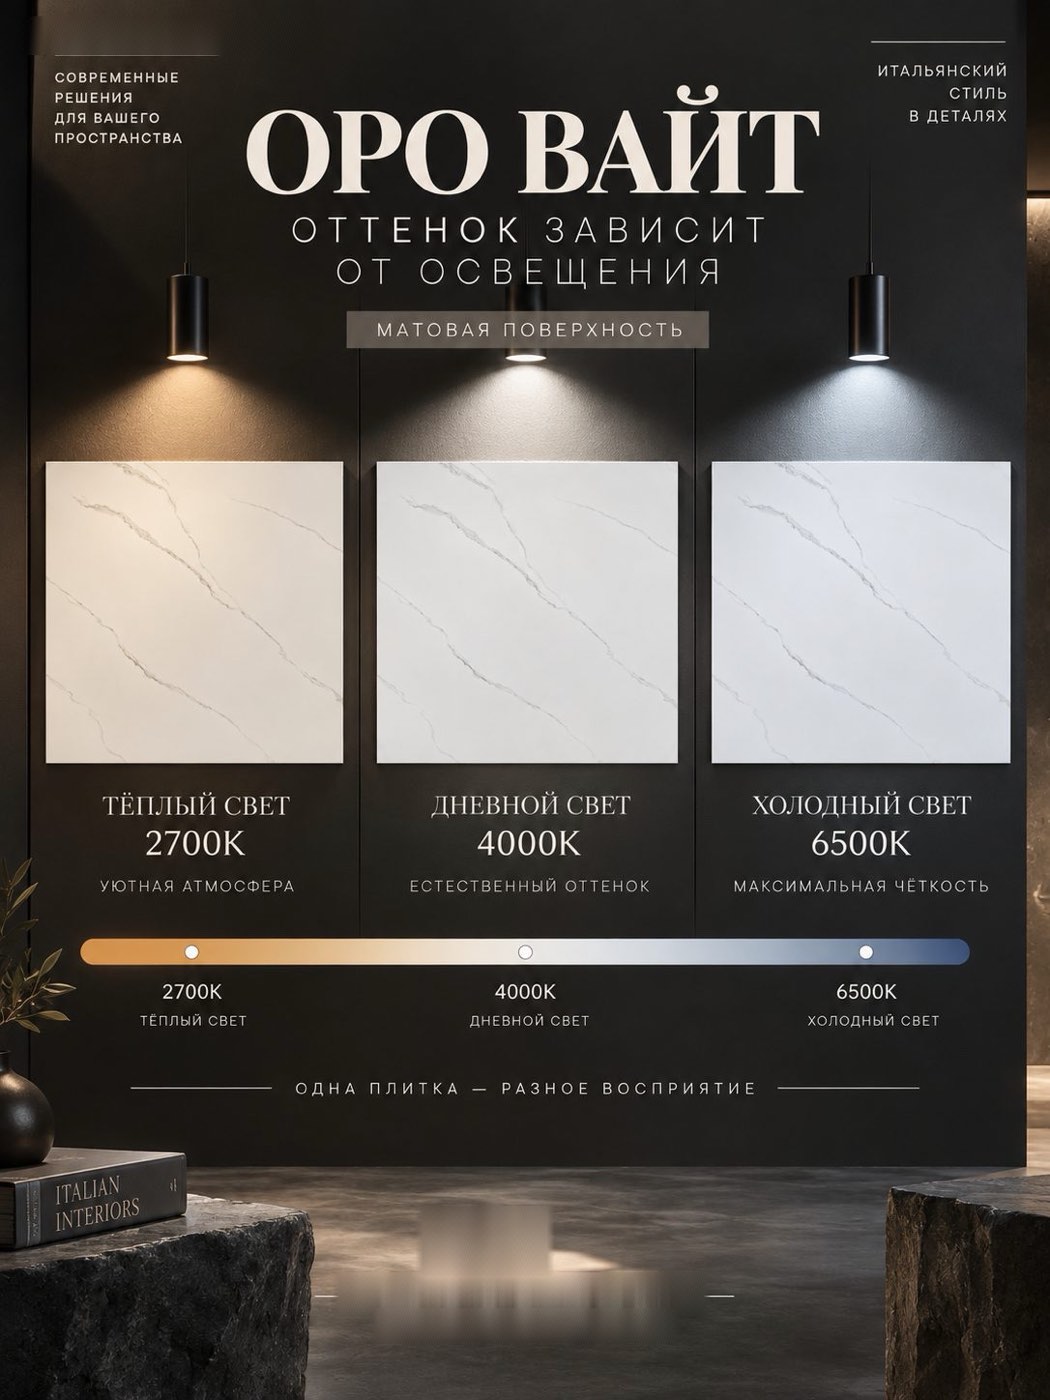 СОВРЕМЕННЫЕ
РЕШЕНИЯ
ДЛЯ ВАШЕГО
ПРОСТРАНСТВА
ИТАЛЬЯНСКИЙ
СТИЛЬ
В ДЕТАЛЯХ
ОРО ВАЙТ
ОТТЕНОК ЗАВИСИТ
ОТ ОСВЕЩЕНИЯ
МАТОВАЯ ПОВЕРХНОСТЬ
ТЁПЛЫЙ СВЕТ
2700K
УЮТНАЯ АТМОСФЕРА
ДНЕВНОЙ СВЕТ
4000K
ЕСТЕСТВЕННЫЙ ОТТЕНОК
ХОЛОДНЫЙ СВЕТ
6500K
МАКСИМАЛЬНАЯ ЧЁТКОСТЬ
2700K
ТЁПЛЫЙ СВЕТ
4000K
ДНЕВНОЙ СВЕТ
6500K
ХОЛОДНЫЙ СВЕТ
ОДНА ПЛИТКА — РАЗНОЕ ВОСПРИЯТИЕ
ITALIAN
INTERIORS